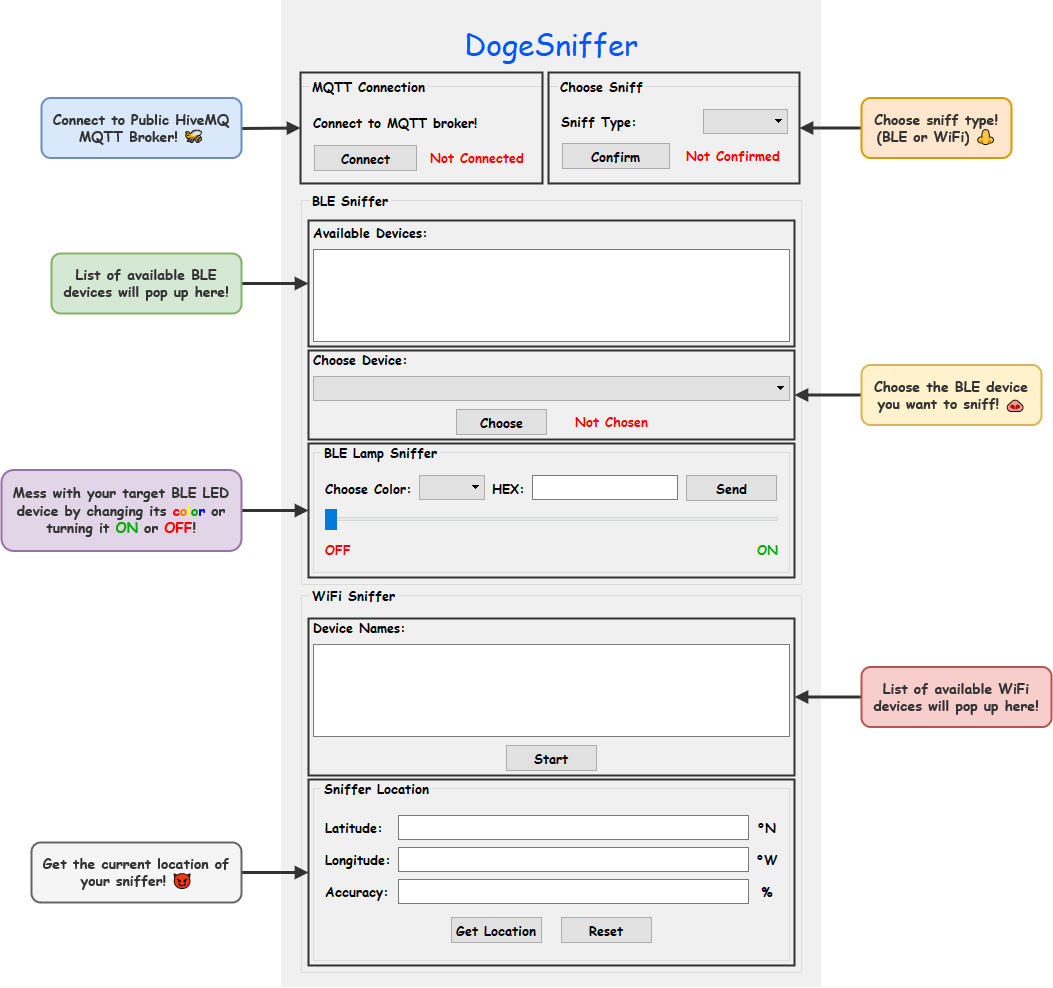 DogeSniffer
MQTT Connection
Connect to MQTT broker!
Connect
Not Connected
Choose Sniff
Sniff Type:
Confirm
Not Confirmed
Connect to Public HiveMQ
MQTT Broker!
Choose sniff type!
(BLE or WiFi)
BLE Sniffer
Available Devices:
List of available BLE
devices will pop up here!
Choose Device:
Choose
Not Chosen
Choose the BLE device
you want to sniff!
BLE Lamp Sniffer
Choose Color:
HEX:
Send
OFF
ON
Mess with your target BLE LED
device by changing its color or
turning it ON or OFF!
WiFi Sniffer
Device Names:
Start
List of available WiFi
devices will pop up here!
Sniffer Location
Latitude:
°N
Longitude:
°W
Accuracy:
%
Get Location
Reset
Get the current location of
your sniffer!